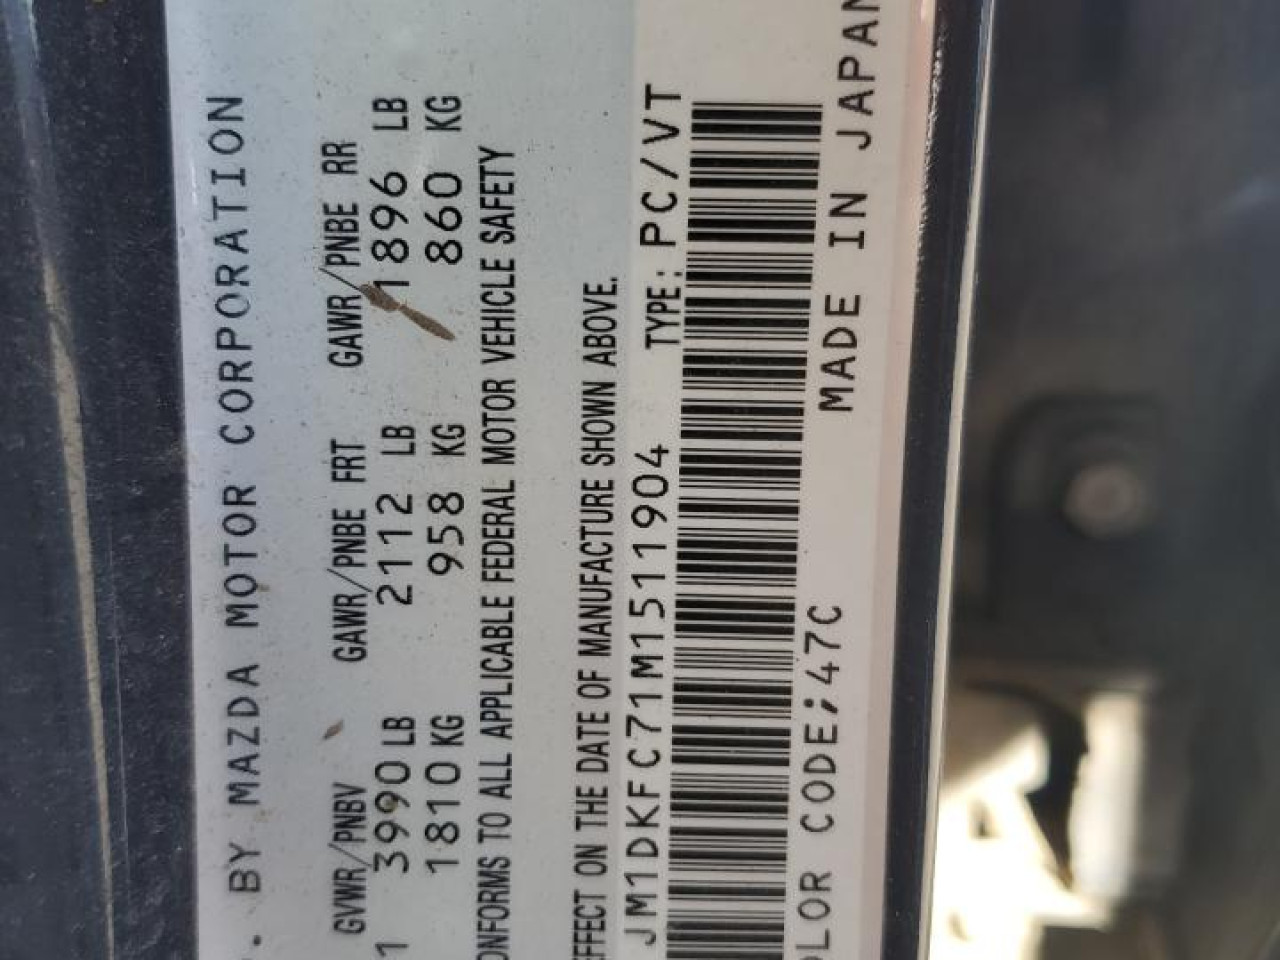 . BY MAZDA MOTOR CORPORATION
GVWR/PNBV GAWR/PNBE FRT GAWR/PNBE RR
1 3990 LB 2112 LB 1896 LB
1810 KG 958 KG 860 KG
ONFORMS TO ALL APPLICABLE FEDERAL MOTOR VEHICLE SAFETY
EFFECT ON THE DATE OF MANUFACTURE SHOWN ABOVE.
JM1DKFC71M1511904 TYPE: PC/VT
OLOR CODE;47C MADE IN JAPAN